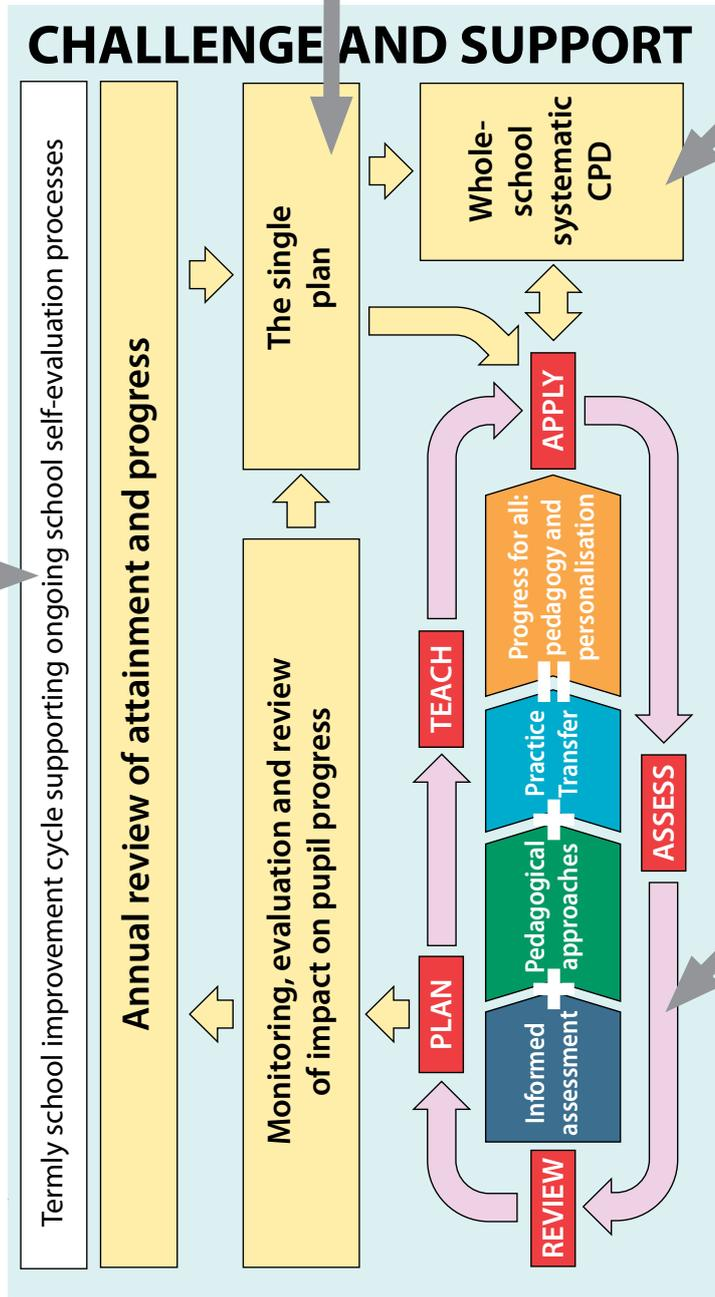 CHALLENGE AND SUPPORT
Termly school improvement cycle supporting ongoing school self-evaluation processes
Annual review of attainment and progress
Monitoring, evaluation and review
of impact on pupil progress
The single
plan
Whole-
school
systematic
CPD
PLAN
TEACH
APPLY
REVIEW
Informed
assessment
+
Pedagogical
approaches
+
Practice
Transfer
=
Progress for all:
pedagogy and
personalisation
ASSESS